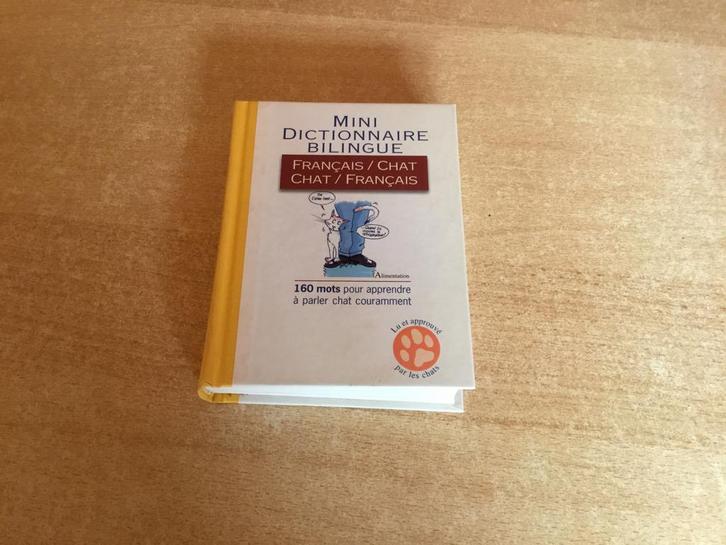 MINI
DICTIONNAIRE
BILINGUE
FRANÇAIS / CHAT
CHAT / FRANÇAIS
Alimentation
160 mots pour apprendre
à parler chat couramment
Lu et approuvé
par les chats